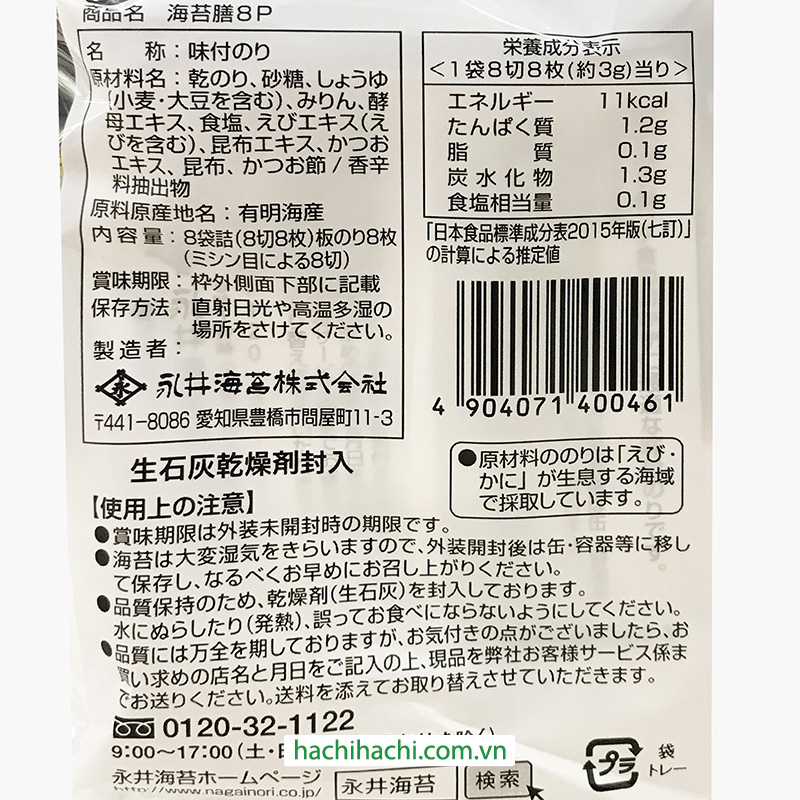 商品名 海苔膳8P
名 称：味付のり
原材料名：乾のり、砂糖、しょうゆ
(小麦・大豆を含む)、みりん、酵
母エキス、食塩、えびエキス(え
びを含む)、昆布エキス、かつお
エキス、昆布、かつお節/香辛
料抽出物
原料原産地名：有明海産
内容量：8袋詰(8切8枚)板のり8枚
(ミシン目による8切)
賞味期限：枠外側面下部に記載
保存方法：直射日光や高温多湿の
場所をさけてください。
製造者：
永井海苔株式会社
〒441-8086 愛知県豊橋市問屋町11-3
生石灰乾燥剤封入
栄養成分表示
<1袋8切8枚(約3g)当り>
エネルギー 11kcal
たんぱく質 1.2g
脂質 0.1g
炭水化物 1.3g
食塩相当量 0.1g
「日本食品標準成分表2015年版(七訂)」
の計算による推定値
4 904071 400461
●原材料ののりは「えび・
かに」が生息する海域
で採取しています。
【使用上の注意】
●賞味期限は外装未開封時の期限です。
●海苔は大変湿気をきらいますので、外装開封後は缶・容器等に移し
て保存し、なるべくお早めにお召し上がりください。
●品質保持のため、乾燥剤(生石灰)を封入しております。
水にぬらしたり(発熱)、誤ってお食べにならないようにしてください。
●品質には万全を期しておりますが、お気付きの点がございましたら、お
買い求めの店名と月日をご記入の上、現品を弊社お客様サービス係ま
でお送りください。送料を添えてお取り替えさせていただきます。
0120-32-1122
9:00〜17:00(土・日
hachihachi.com.vn
永井海苔ホームページ
http://www.nagainori.co.jp/
永井海苔 検索
プラ
袋
トレー